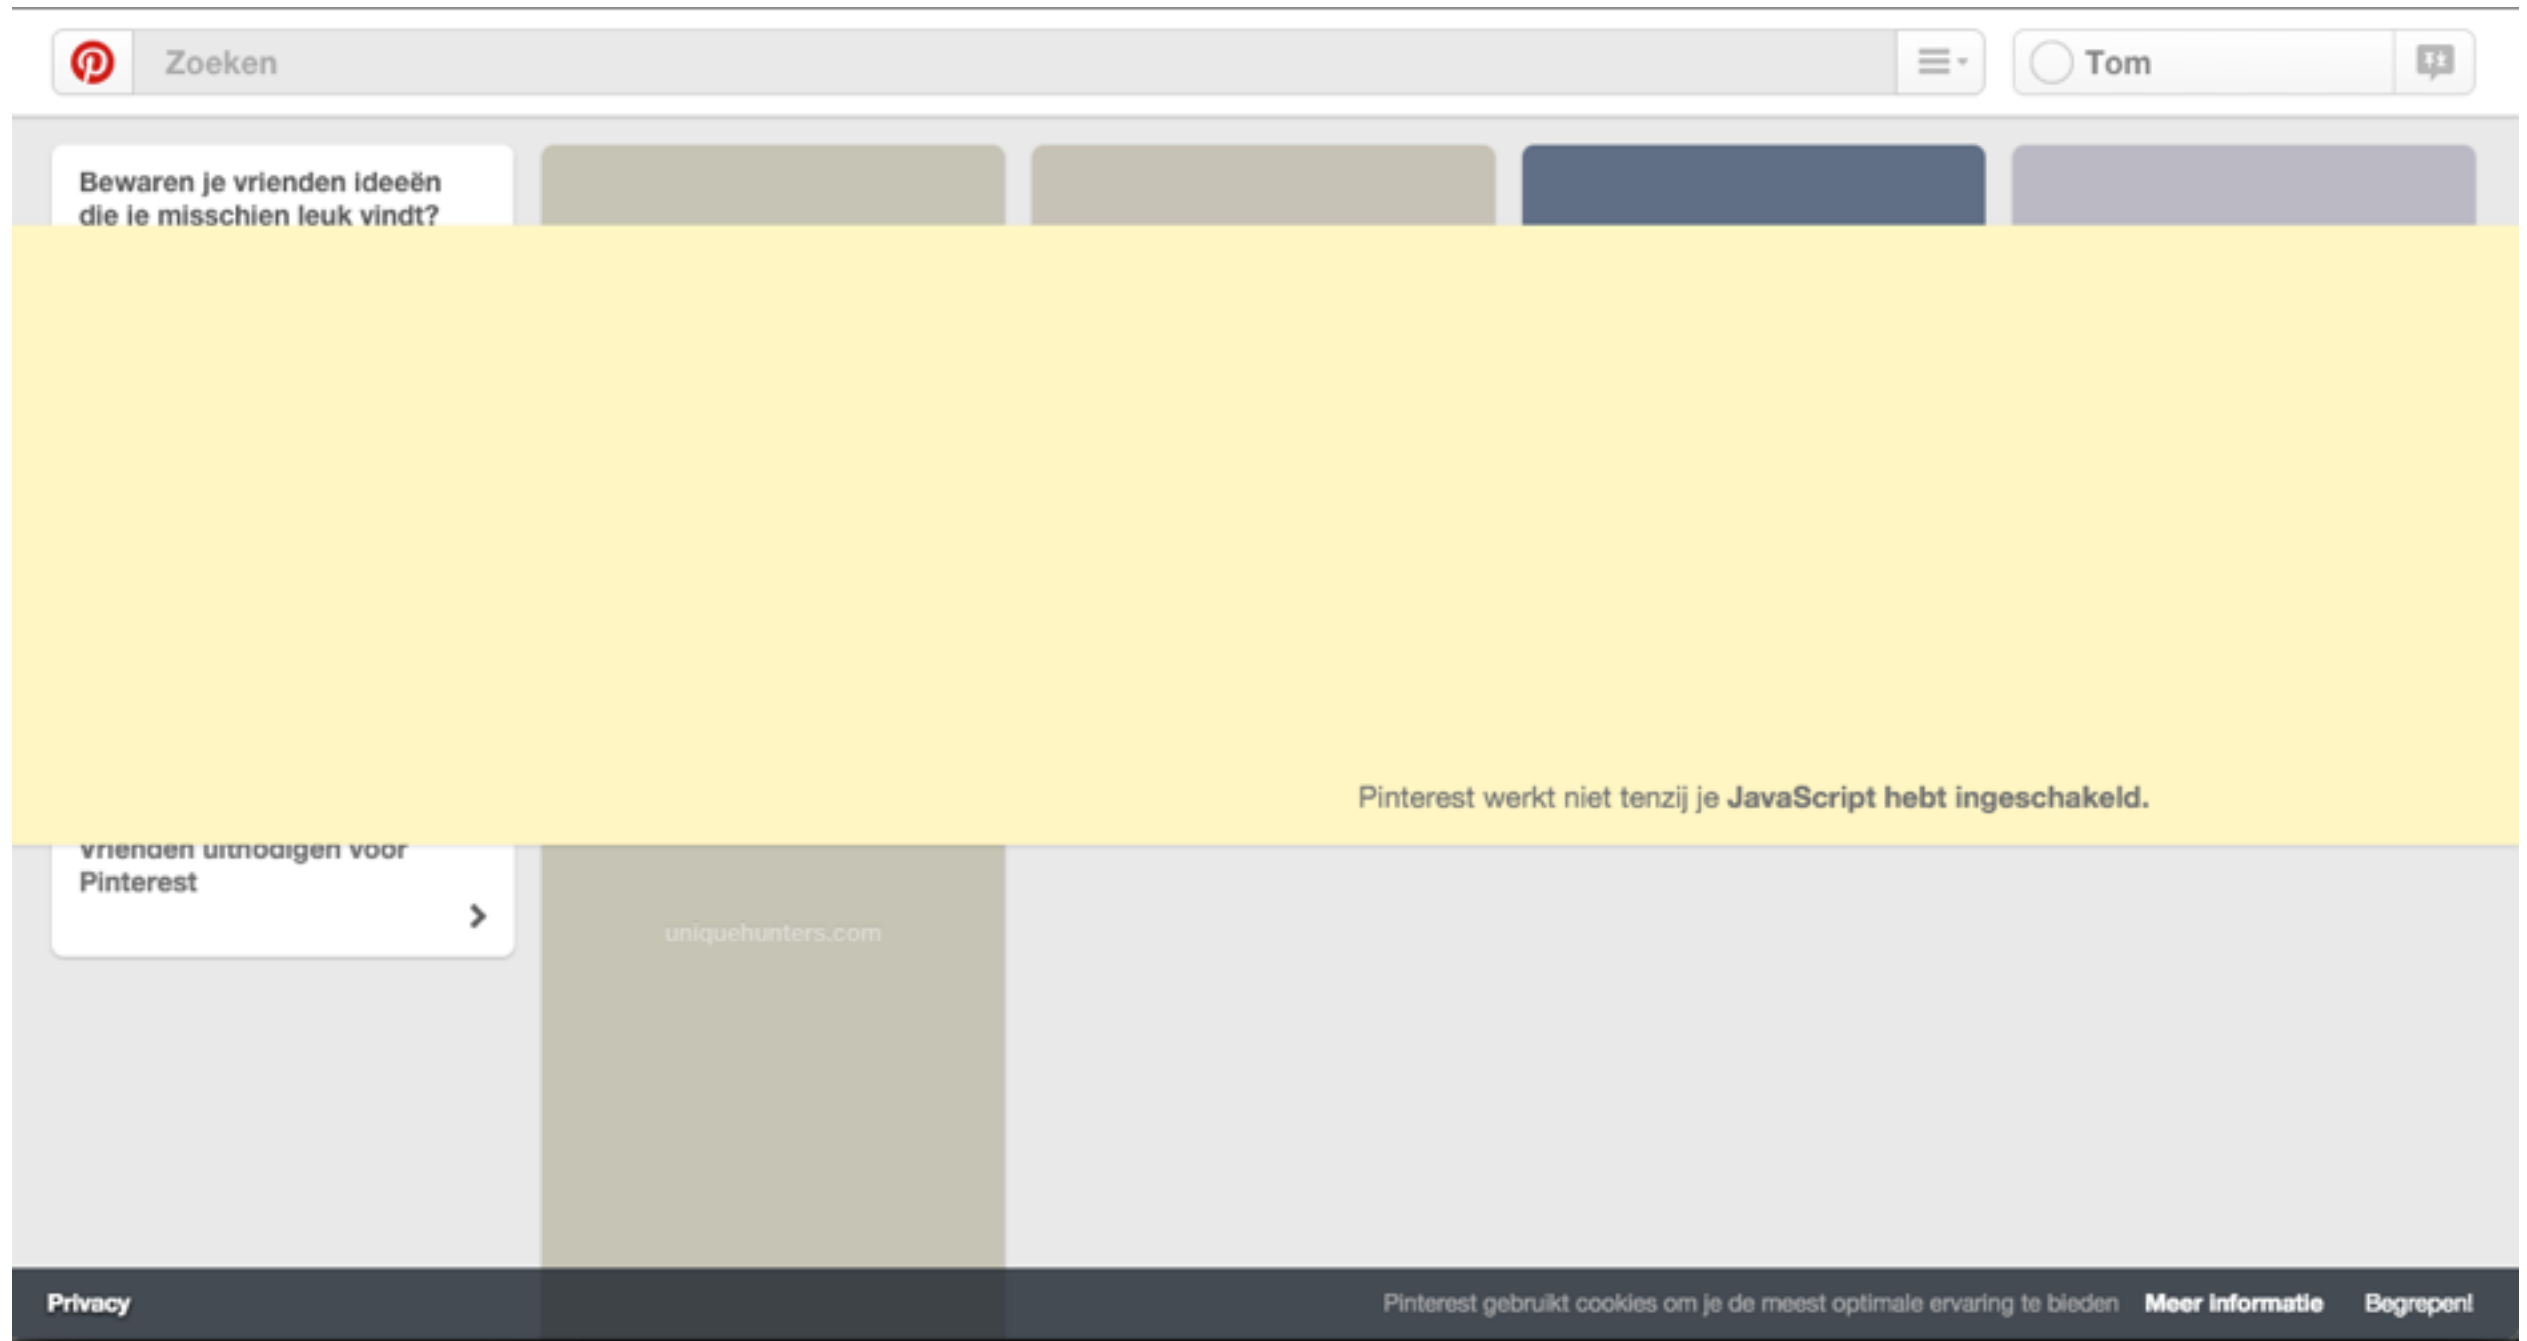 Zoeken
Tom
Bewaren je vrienden ideeën
die je misschien leuk vindt?
Pinterest werkt niet tenzij je JavaScript hebt ingeschakeld.
Vrienden uitnodigen voor
Pinterest
uniquehunters.com
Privacy
Pinterest gebruikt cookies om je de meest optimale ervaring te bieden Meer informatie Begrepen!